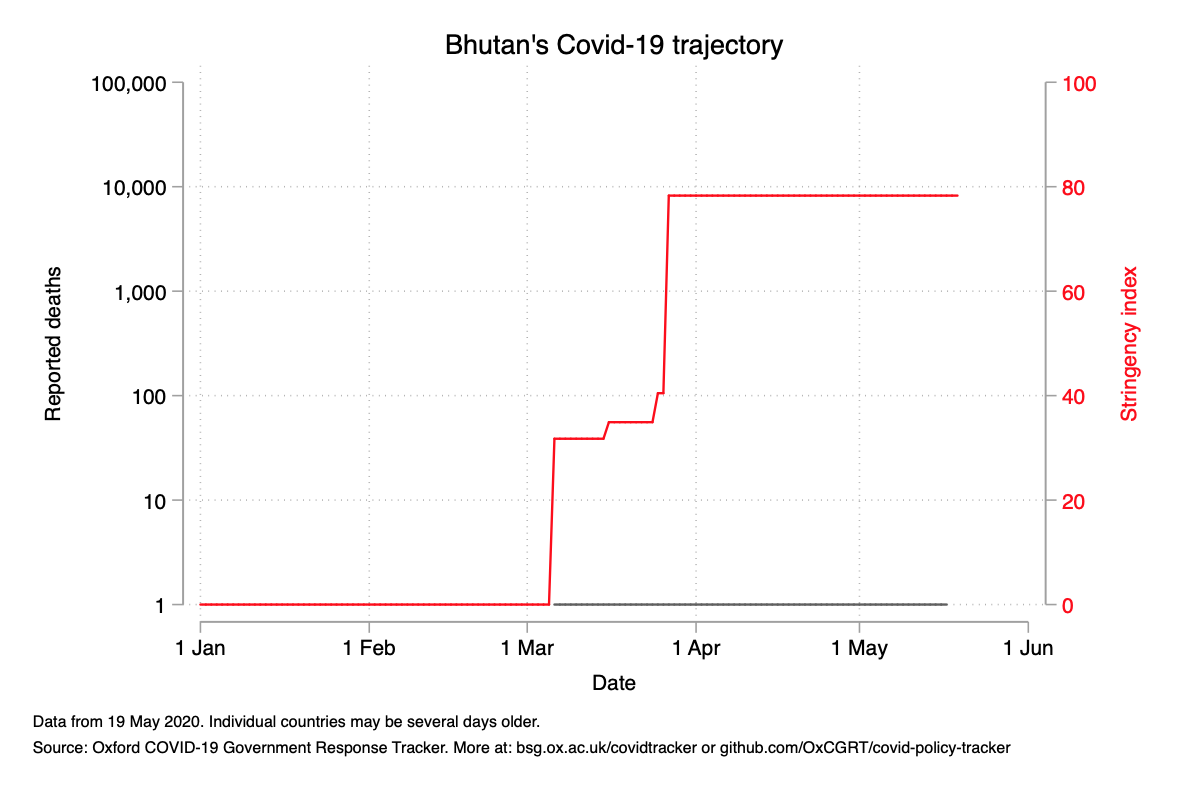 Bhutan's Covid-19 trajectory
100,000
10,000
1,000
100
10
1
Reported deaths
100
80
60
40
20
0
Stringency index
1 Jan
1 Feb
1 Mar
1 Apr
1 May
1 Jun
Date
Data from 19 May 2020. Individual countries may be several days older.
Source: Oxford COVID-19 Government Response Tracker. More at: bsg.ox.ac.uk/covidtracker or github.com/OxCGRT/covid-policy-tracker